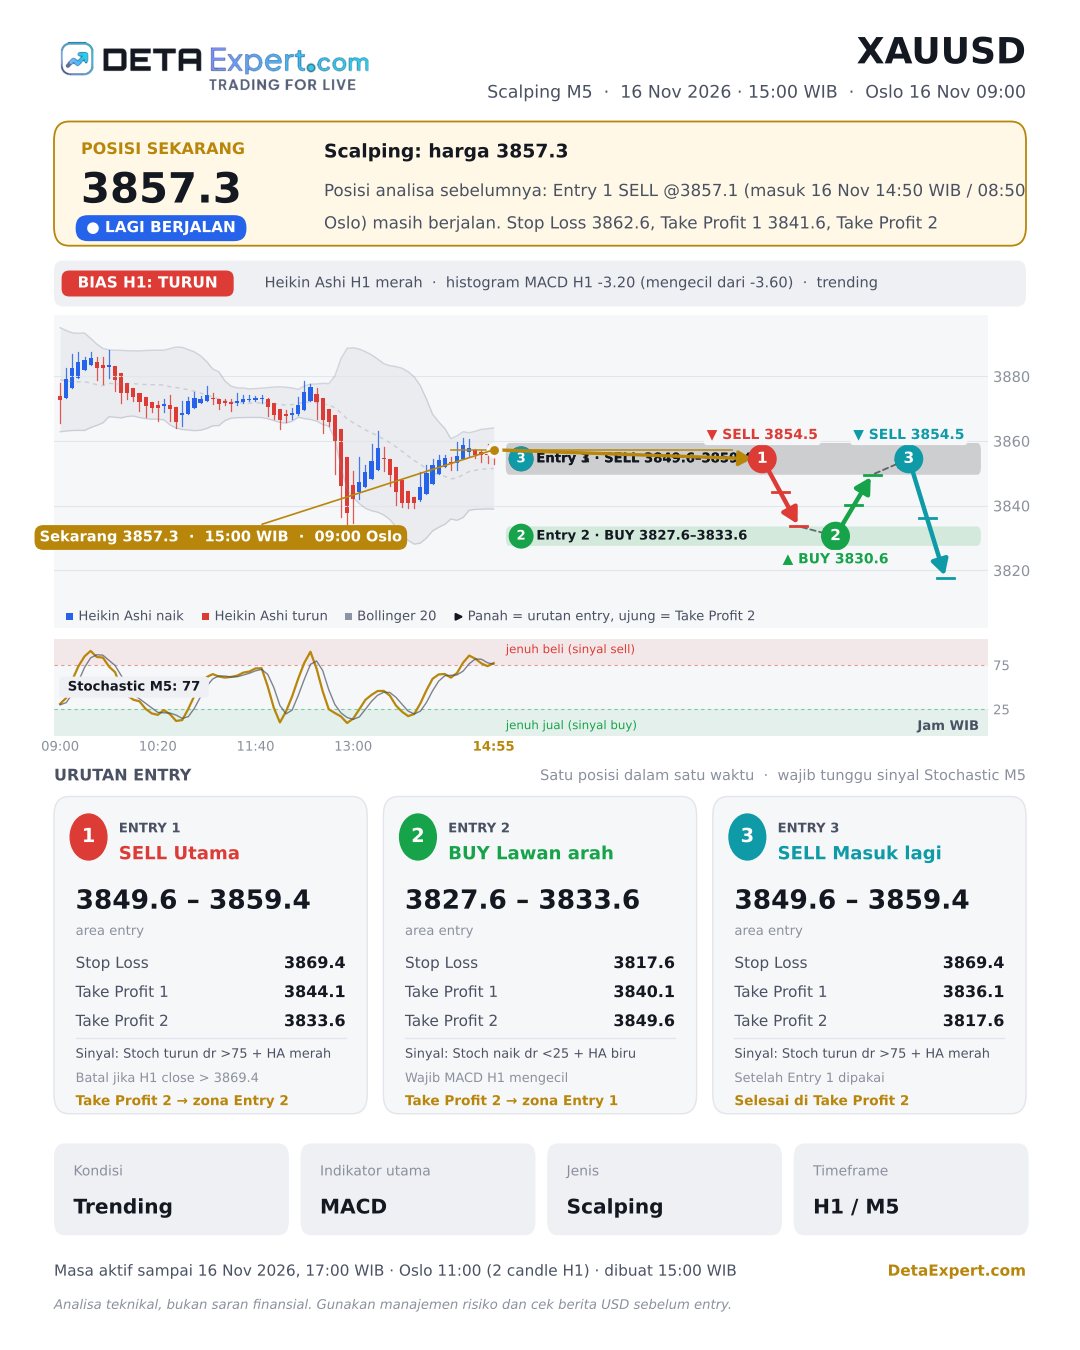 DETA Expert.com
TRADING FOR LIVE
XAUUSD
Scalping M5 · 16 Nov 2026 · 15:00 WIB · Oslo 16 Nov 09:00
POSISI SEKARANG
3857.3
LAGI BERJALAN
Scalping: harga 3857.3
Posisi analisa sebelumnya: Entry 1 SELL @3857.1 (masuk 16 Nov 14:50 WIB / 08:50
Oslo) masih berjalan. Stop Loss 3862.6, Take Profit 1 3841.6, Take Profit 2
BIAS H1: TURUN
Heikin Ashi H1 merah · histogram MACD H1 -3.20 (mengecil dari -3.60) · trending
3880
3860
3840
3820
▼ SELL 3854.5
▼ SELL 3854.5
3 Entry · SELL 3849.6–3859
1
3
2 Entry 2 · BUY 3827.6–3833.6
2
▲ BUY 3830.6
Sekarang 3857.3 · 15:00 WIB · 09:00 Oslo
Heikin Ashi naik
Heikin Ashi turun
Bollinger 20
Panah = urutan entry, ujung = Take Profit 2
jenuh beli (sinyal sell)
75
Stochastic M5: 77
25
jenuh jual (sinyal buy)
Jam WIB
09:00 10:20 11:40 13:00 14:55
URUTAN ENTRY
Satu posisi dalam satu waktu · wajib tunggu sinyal Stochastic M5
1
ENTRY 1
SELL Utama
3849.6 – 3859.4
area entry
Stop Loss 3869.4
Take Profit 1 3844.1
Take Profit 2 3833.6
Sinyal: Stoch turun dr >75 + HA merah
Batal jika H1 close > 3869.4
Take Profit 2 → zona Entry 2
2
ENTRY 2
BUY Lawan arah
3827.6 – 3833.6
area entry
Stop Loss 3817.6
Take Profit 1 3840.1
Take Profit 2 3849.6
Sinyal: Stoch naik dr <25 + HA biru
Wajib MACD H1 mengecil
Take Profit 2 → zona Entry 1
3
ENTRY 3
SELL Masuk lagi
3849.6 – 3859.4
area entry
Stop Loss 3869.4
Take Profit 1 3836.1
Take Profit 2 3817.6
Sinyal: Stoch turun dr >75 + HA merah
Setelah Entry 1 dipakai
Selesai di Take Profit 2
Kondisi
Trending
Indikator utama
MACD
Jenis
Scalping
Timeframe
H1 / M5
Masa aktif sampai 16 Nov 2026, 17:00 WIB · Oslo 11:00 (2 candle H1) · dibuat 15:00 WIB
DetaExpert.com
Analisa teknikal, bukan saran finansial. Gunakan manajemen risiko dan cek berita USD sebelum entry.